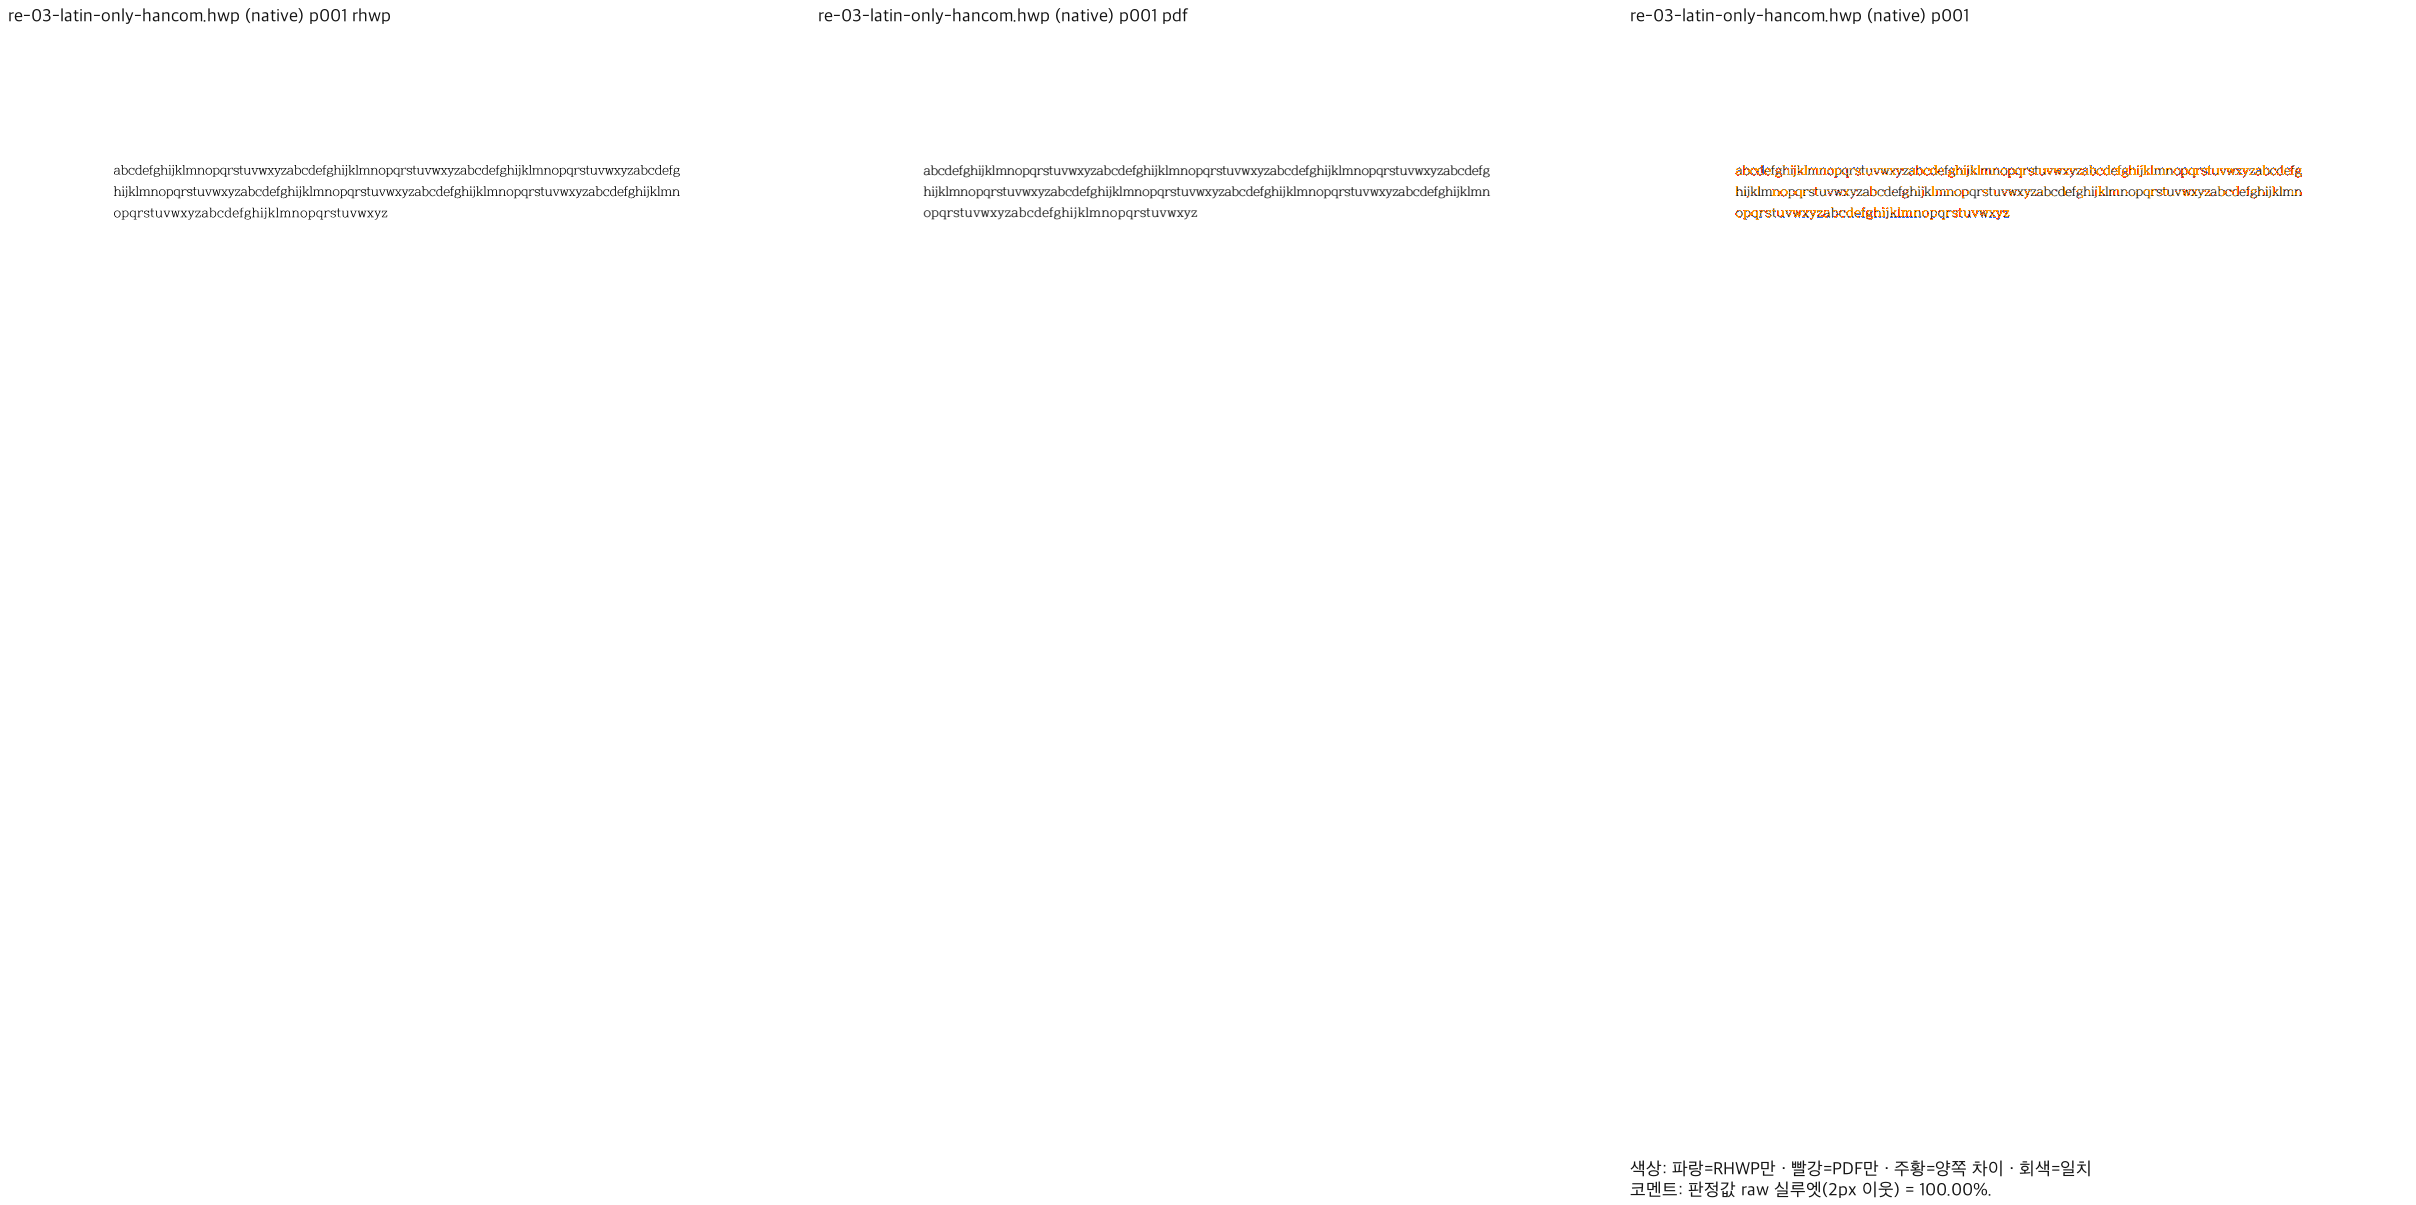 re-03-latin-only-hancom.hwp (native) p001 rhwp
abcdefghijklmnopqrstuvwxyzabcdefghijklmnopqrstuvwxyzabcdefghijklmnopqrstuvwxyzabcdefg
hijklmnopqrstuvwxyzabcdefghijklmnopqrstuvwxyzabcdefghijklmnopqrstuvwxyzabcdefghijklmn
opqrstuvwxyzabcdefghijklmnopqrstuvwxyz
re-03-latin-only-hancom.hwp (native) p001 pdf
abcdefghijklmnopqrstuvwxyzabcdefghijklmnopqrstuvwxyzabcdefghijklmnopqrstuvwxyzabcdefg
hijklmnopqrstuvwxyzabcdefghijklmnopqrstuvwxyzabcdefghijklmnopqrstuvwxyzabcdefghijklmn
opqrstuvwxyzabcdefghijklmnopqrstuvwxyz
re-03-latin-only-hancom.hwp (native) p001
abcdefghijklmnopqrstuvwxyzabcdefghijklmnopqrstuvwxyzabcdefghijklmnopqrstuvwxyzabcdefg
hijklmnopqrstuvwxyzabcdefghijklmnopqrstuvwxyzabcdefghijklmnopqrstuvwxyzabcdefghijklmn
opqrstuvwxyzabcdefghijklmnopqrstuvwxyz
색상: 파랑=RHWP만 · 빨강=PDF만 · 주황=양쪽 차이 · 회색=일치
코멘트: 판정값 raw 실루엣(2px 이웃) = 100.00%.